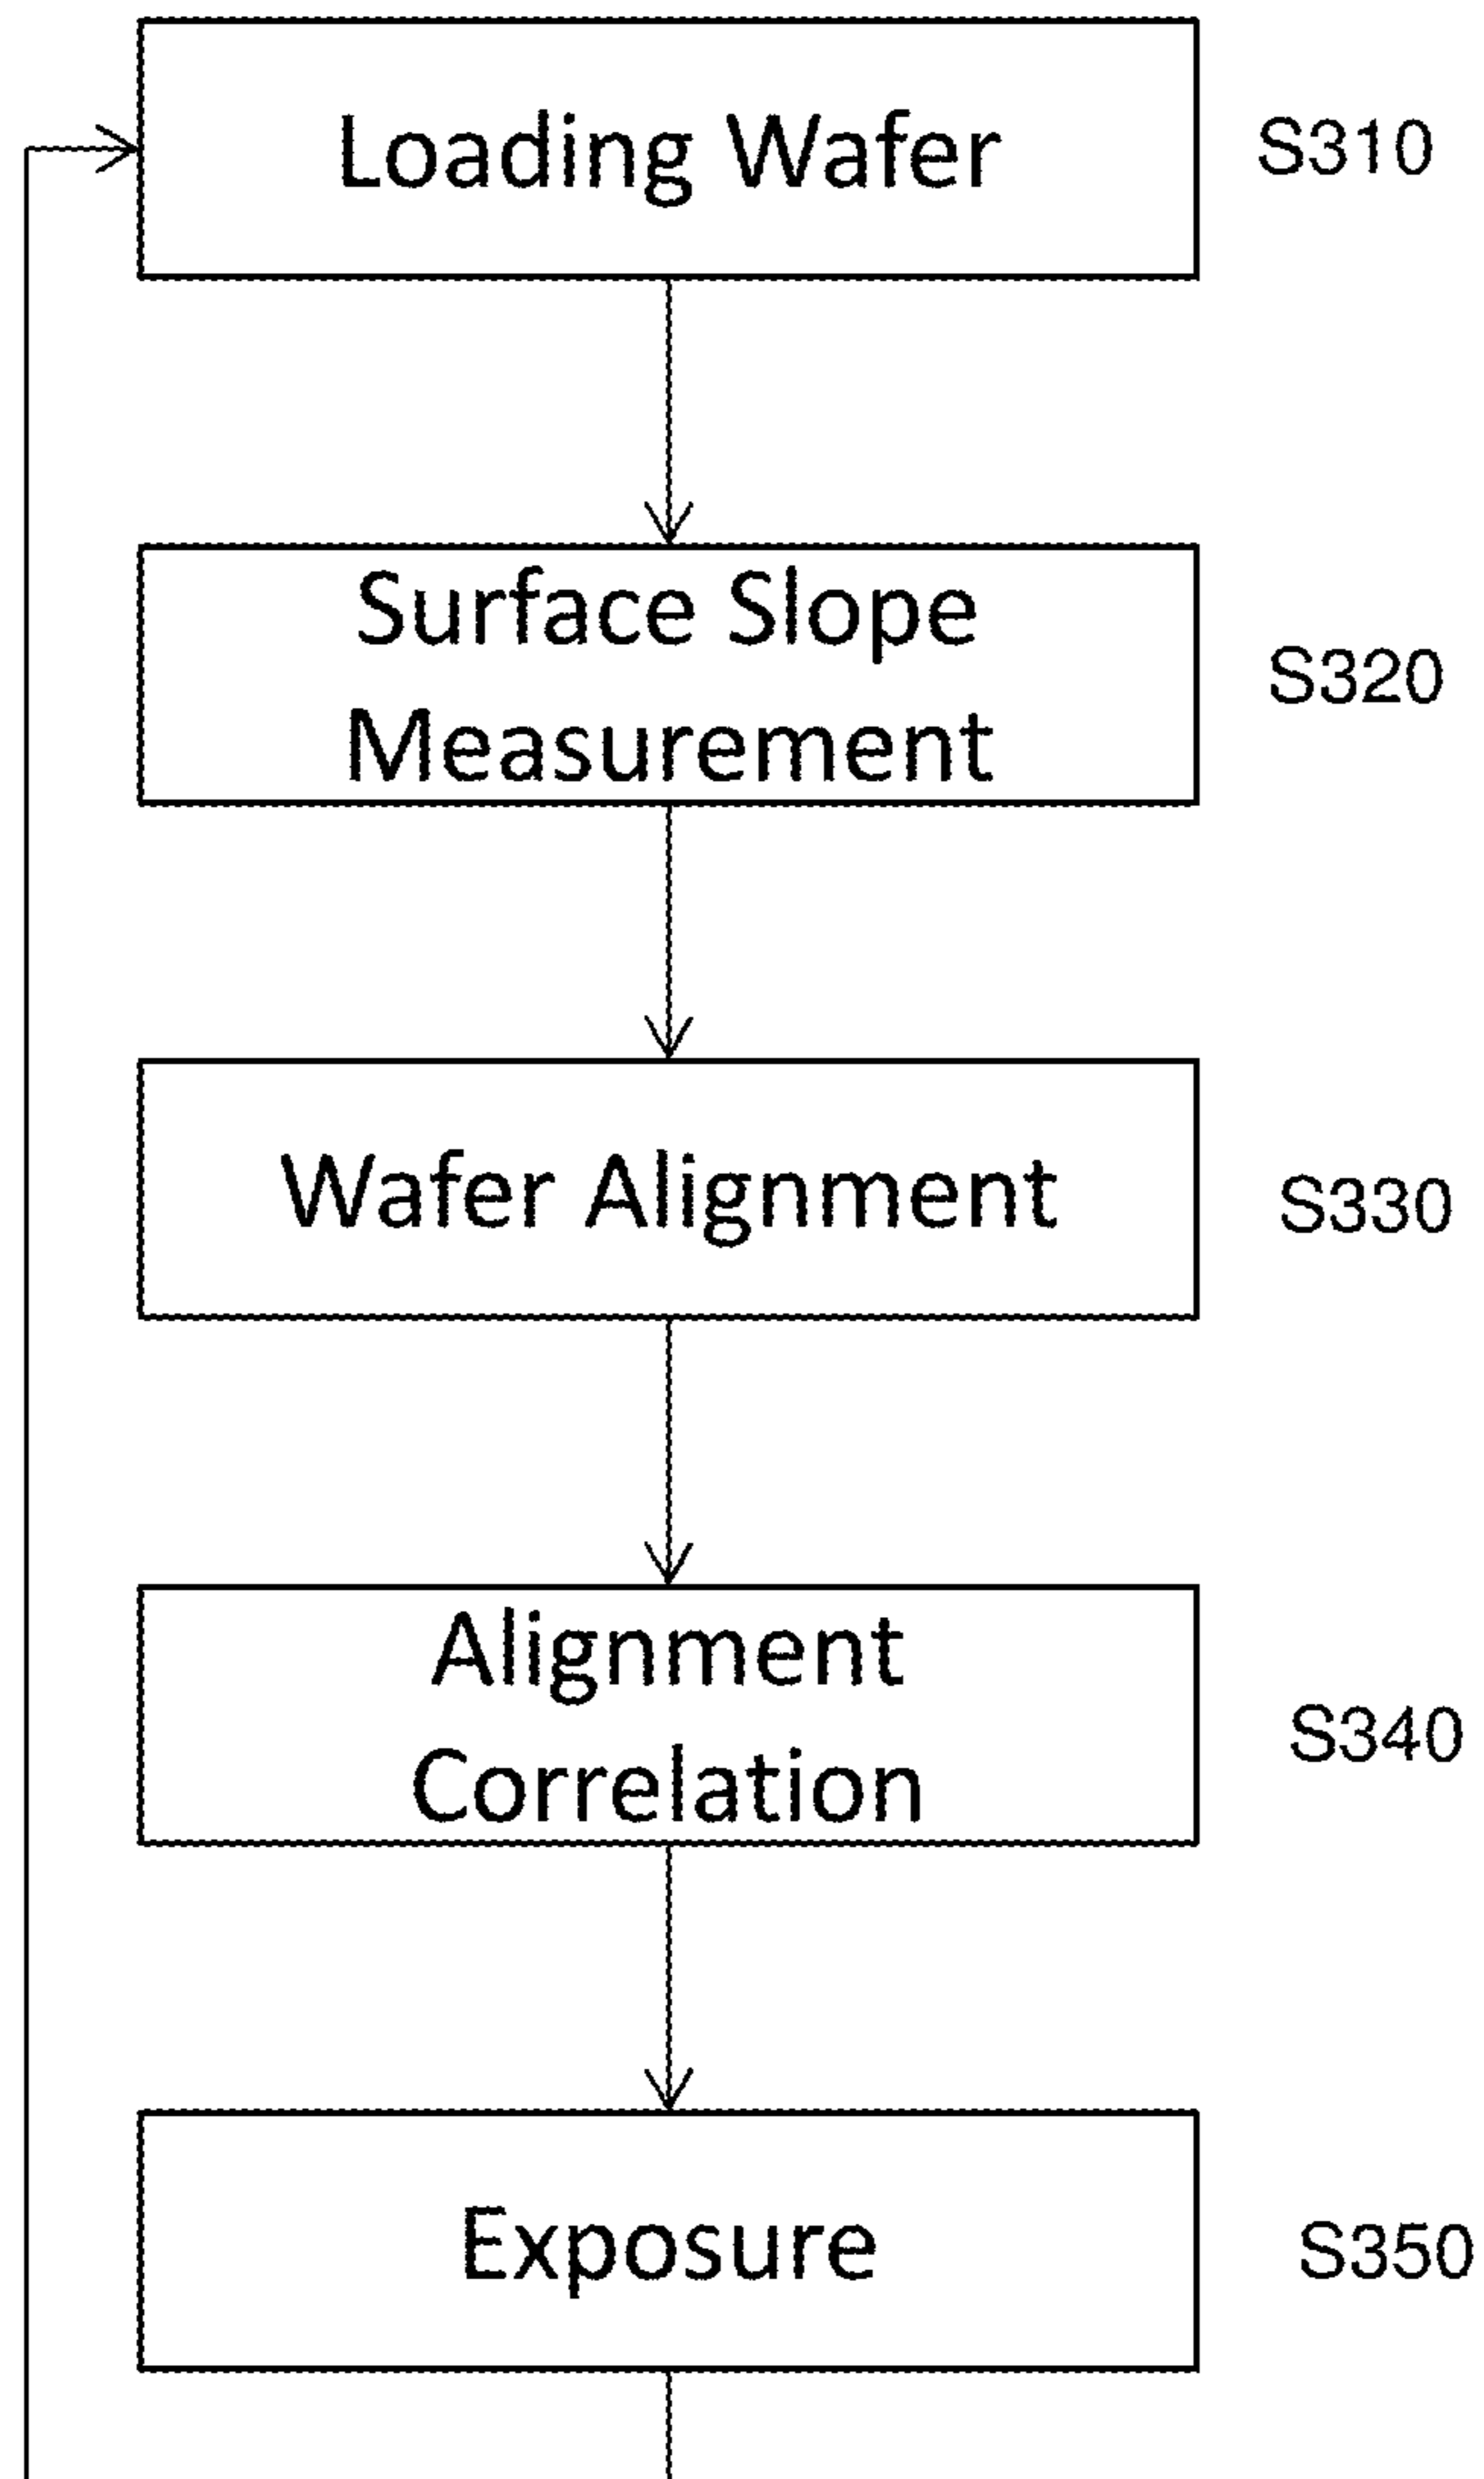 Loading Wafer
S310
Surface Slope
Measurement
S320
Wafer Alignment
S330
Alignment
Correlation
S340
Exposure
S350